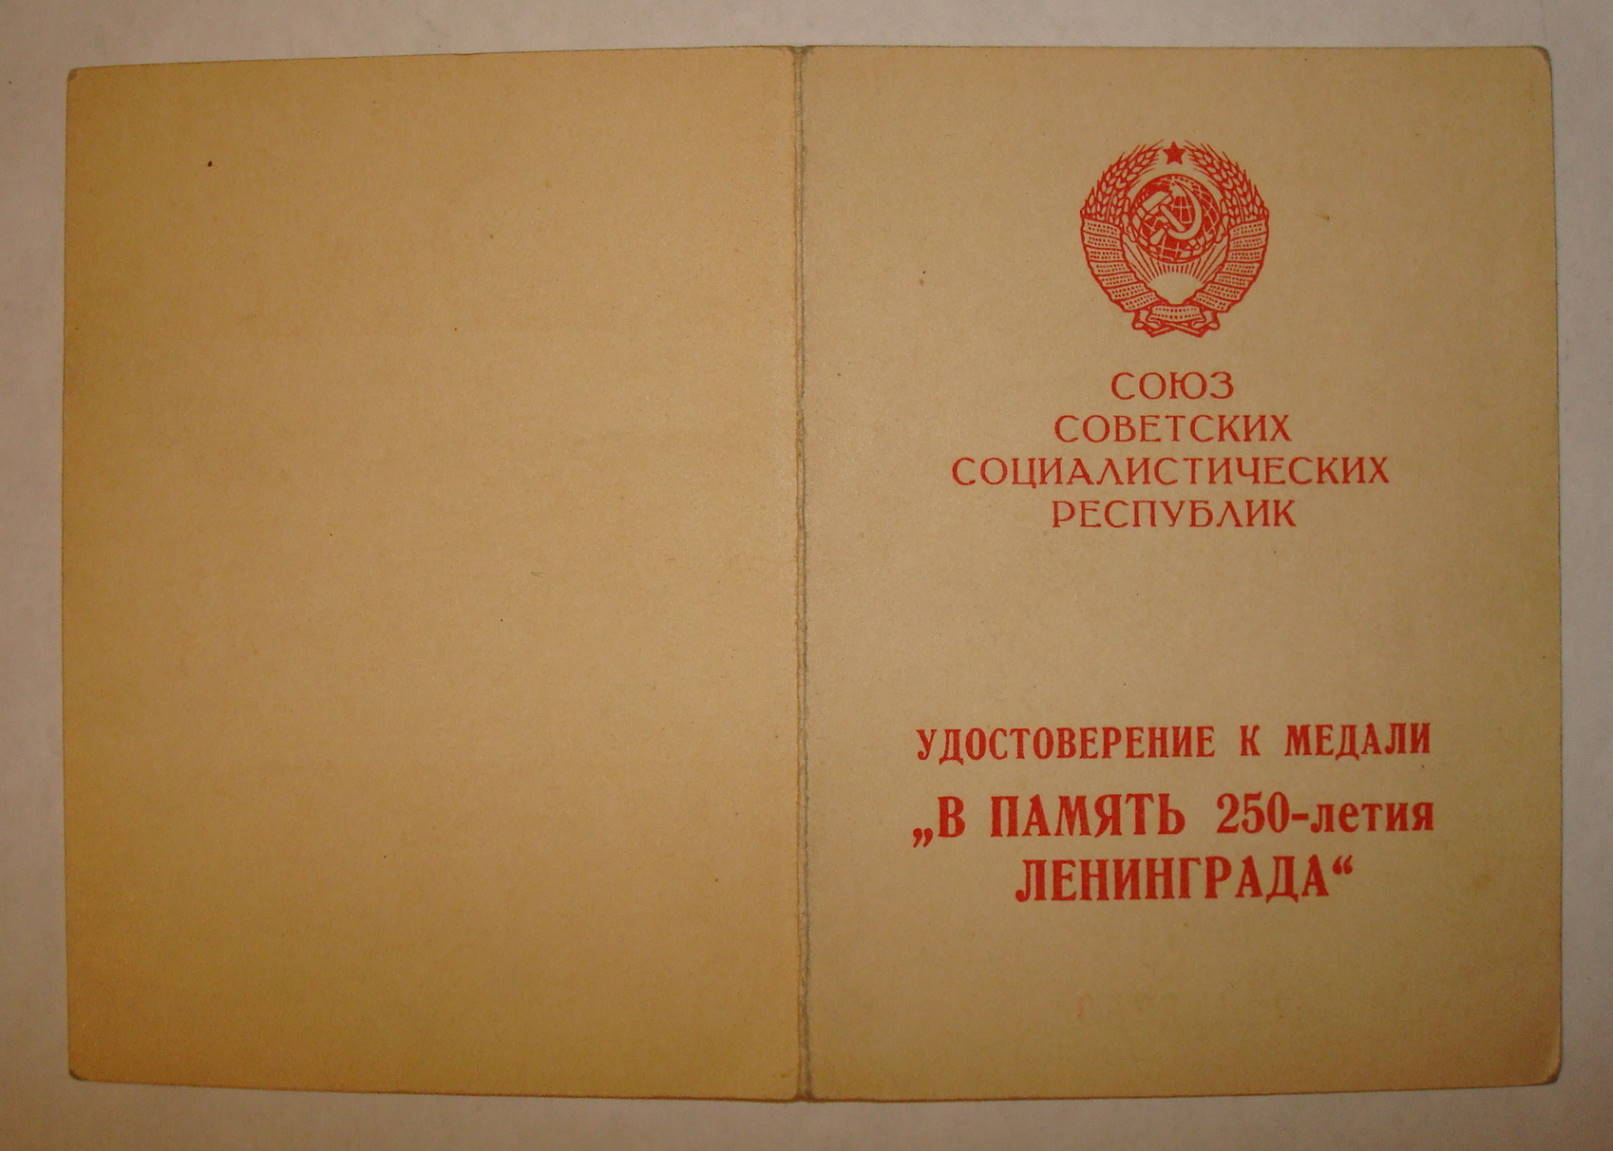 СОЮЗ
СОВЕТСКИХ
СОЦИАЛИСТИЧЕСКИХ
РЕСПУБЛИК
УДОСТОВЕРЕНИЕ К МЕДАЛИ
„В ПАМЯТЬ 250-летия
ЛЕНИНГРАДА“